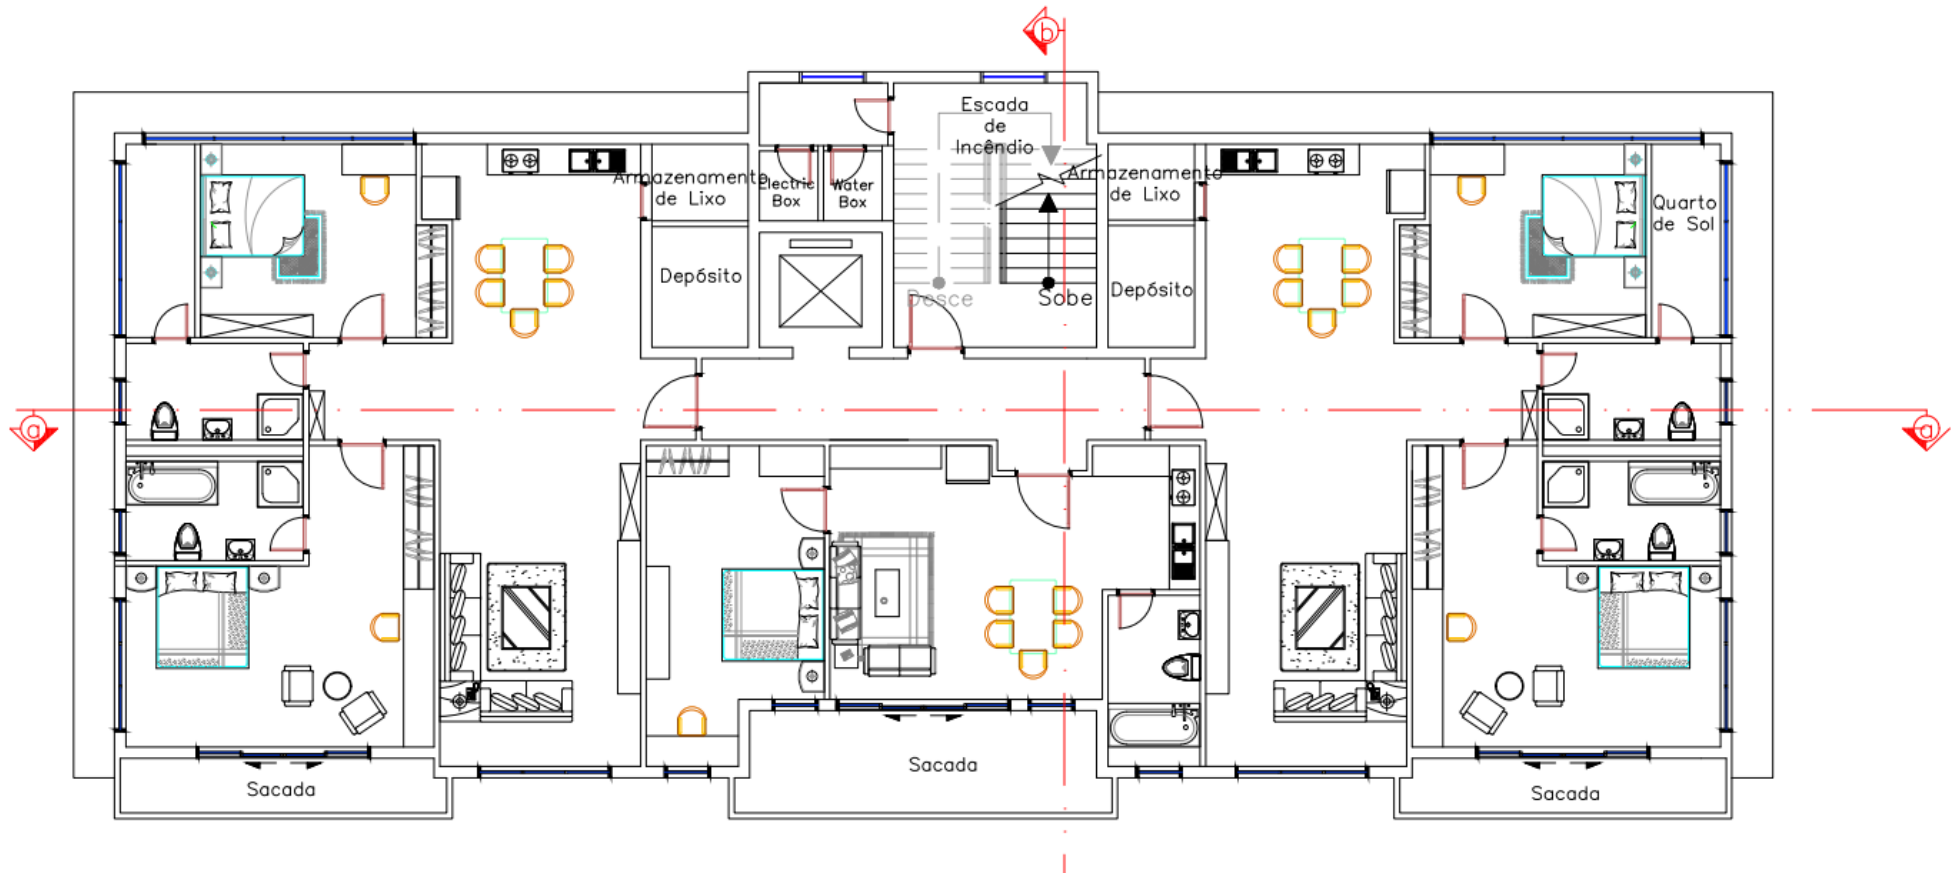 b
Escada
de
Incêndio
Armazenamento
de Lixo
Electric
Box
Water
Box
Armazenamento
de Lixo
Quarto
de Sol
Depósito
Desce
Sobe
Depósito
a
a
Sacada
Sacada
Sacada